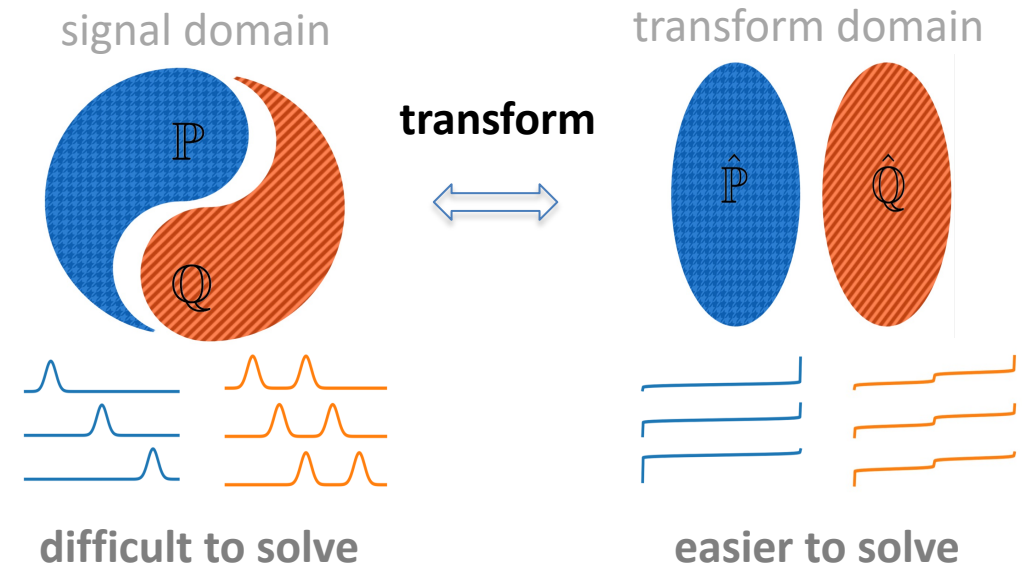 signal domain
transform domain
ℙ
transform
ℙ̂
ℚ̂
ℚ
difficult to solve
easier to solve